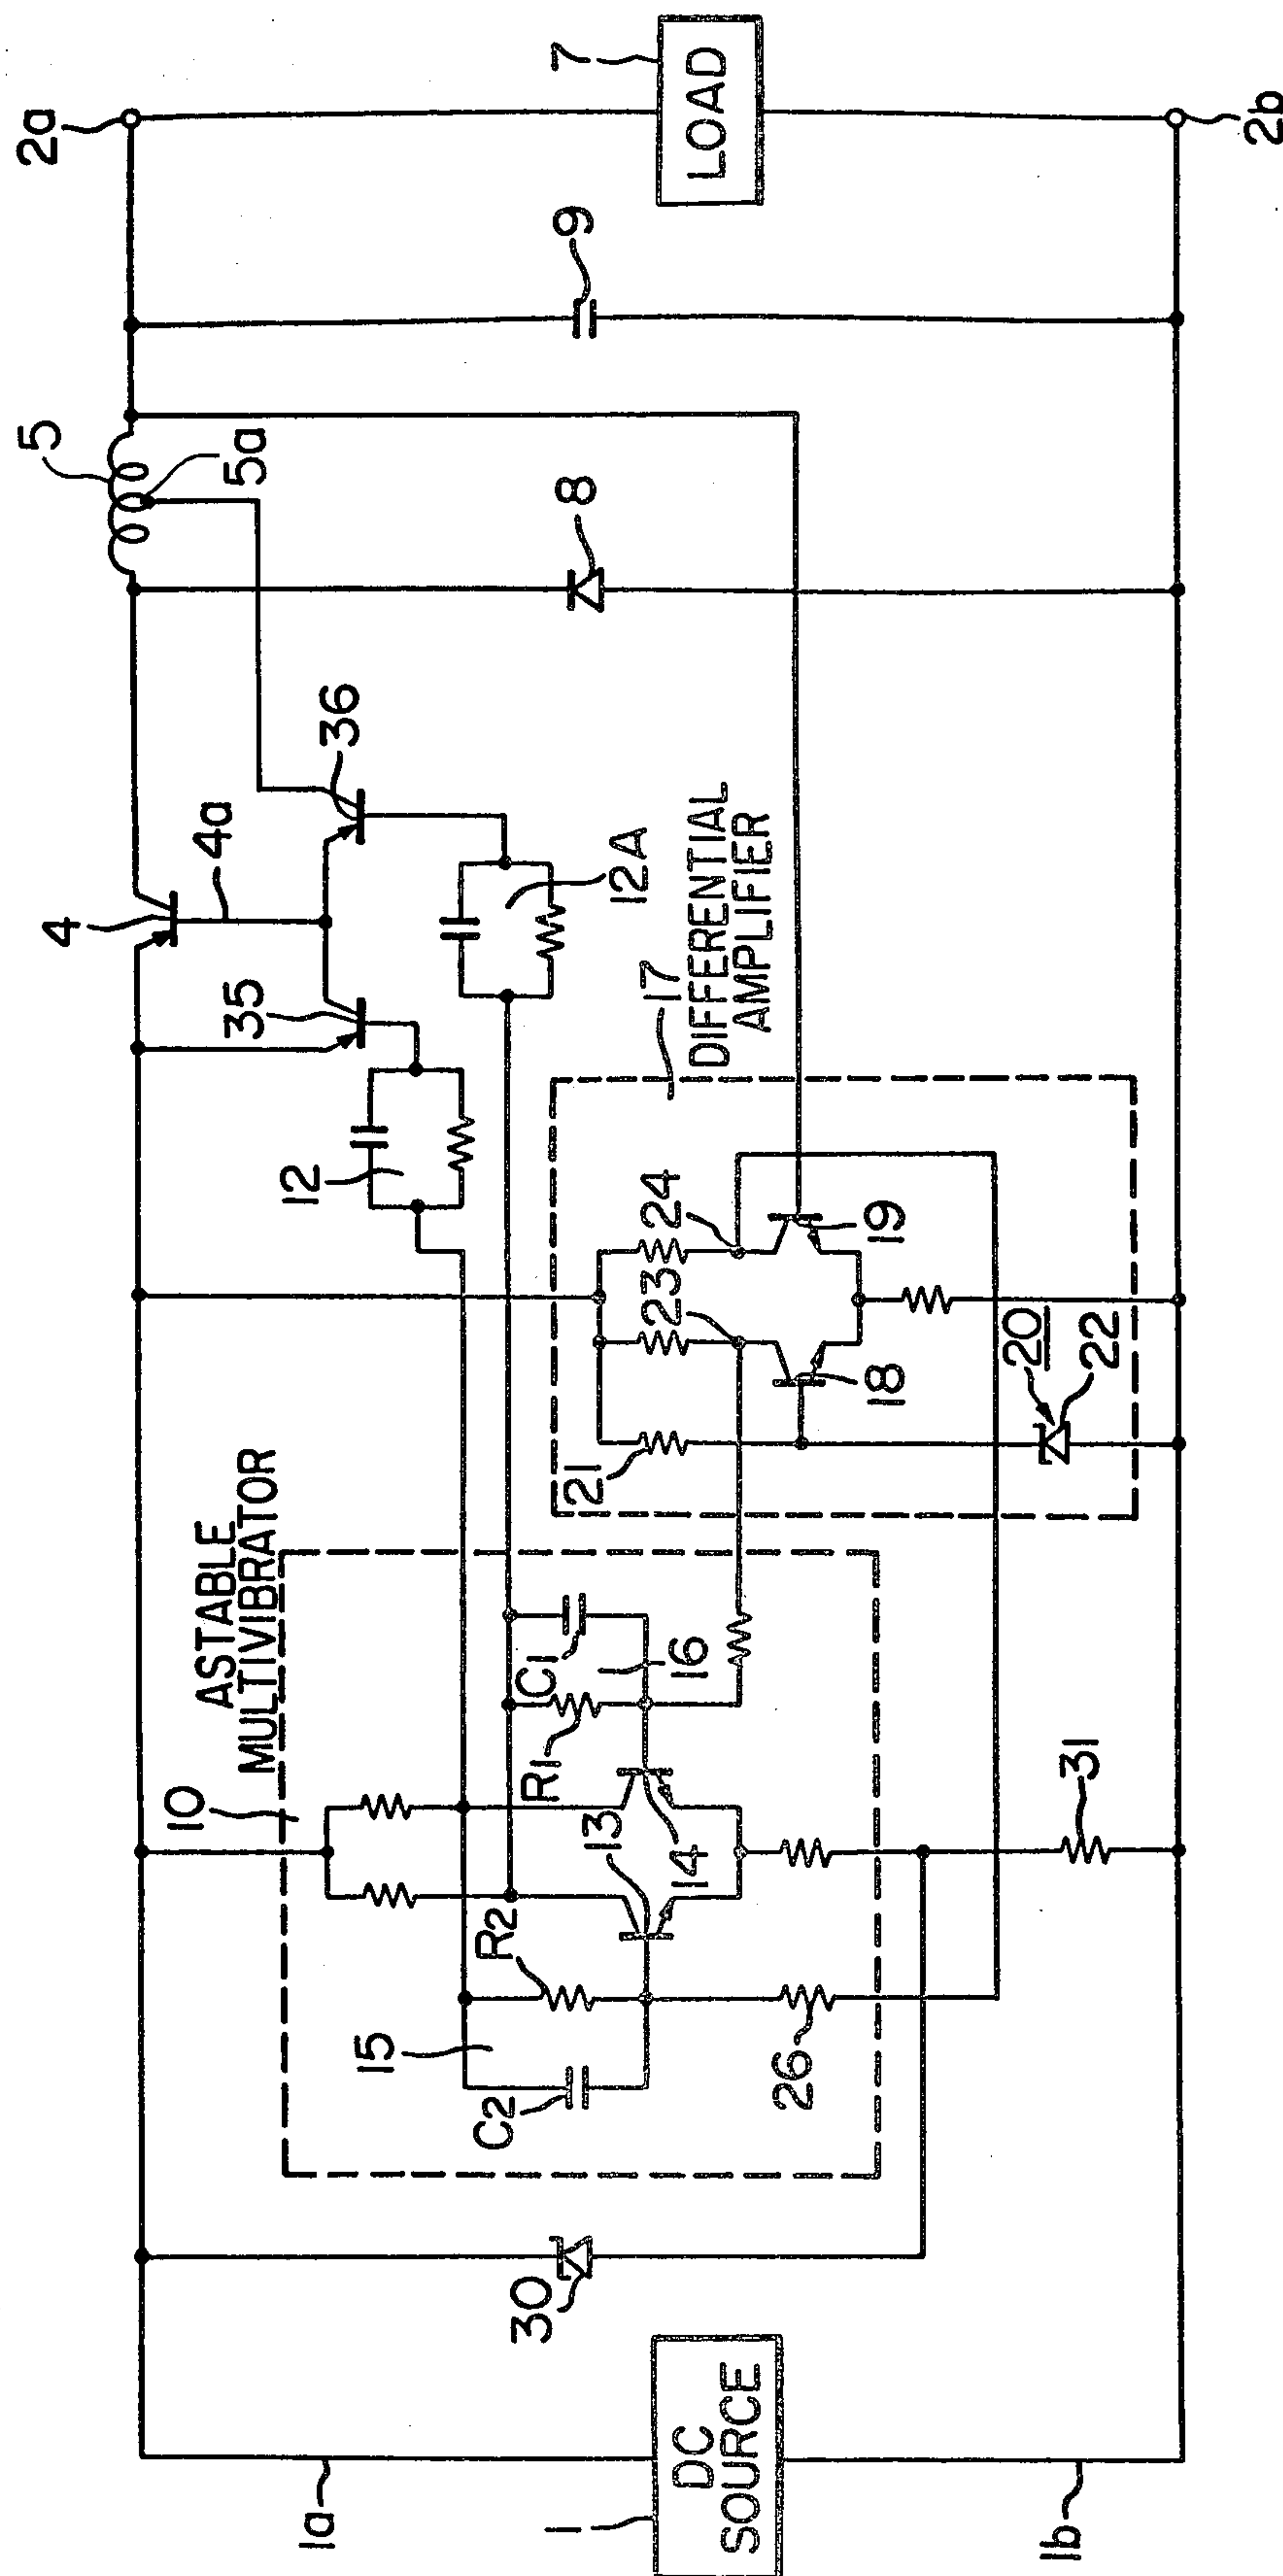 1
DC
SOURCE
1a
1b
30
10
ASTABLE
MULTIVIBRATOR
15
C2
R2
13
14
R1
C1
16
26
31
12
35
4
4a
36
12A
17
DIFFERENTIAL
AMPLIFIER
21
23
24
18
19
20
22
5
5a
8
9
2a
7
LOAD
2b